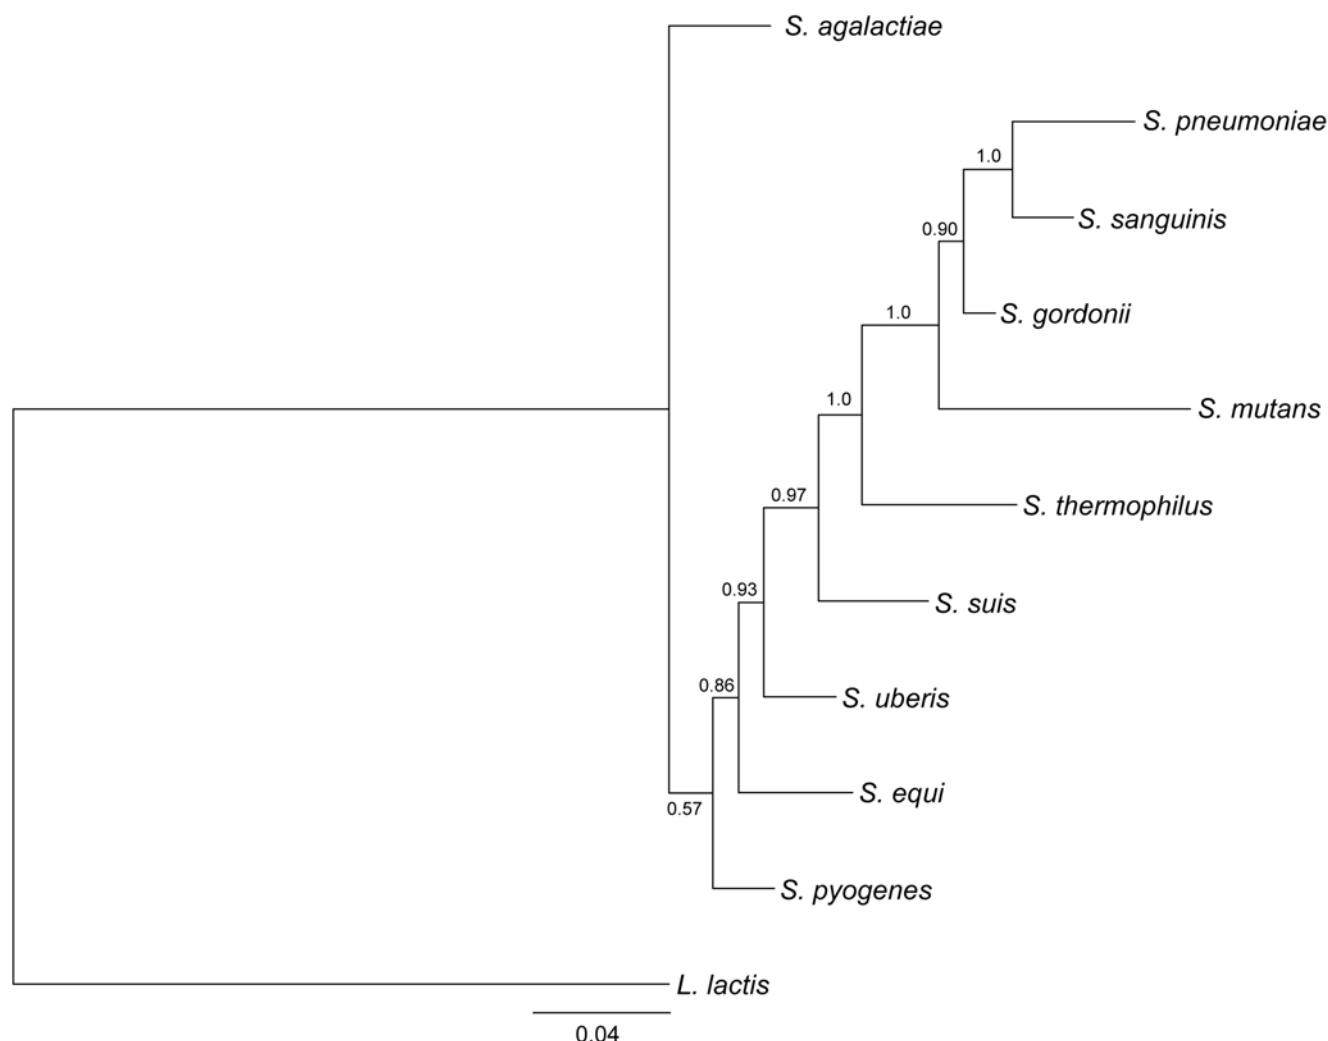 S. agalactiae
S. pneumoniae
1.0
S. sanguinis
0.90
S. gordonii
1.0
1.0
S. mutans
0.97
S. thermophilus
0.93
S. suis
0.86
S. uberis
S. equi
0.57
S. pyogenes
L. lactis
0.04